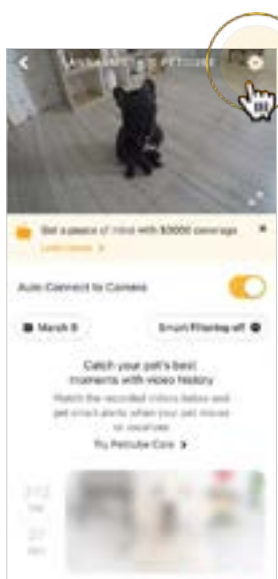 PETCUBE
Get a peace of mind with $3000 coverage
Learn more >
Auto Connect to Camera
March 9
Smart Filtering off
Catch your pet's best
moments with video history
Watch the recorded videos below and
get smart alerts when your pet moves
or vocalizes
Try Petcube Care >